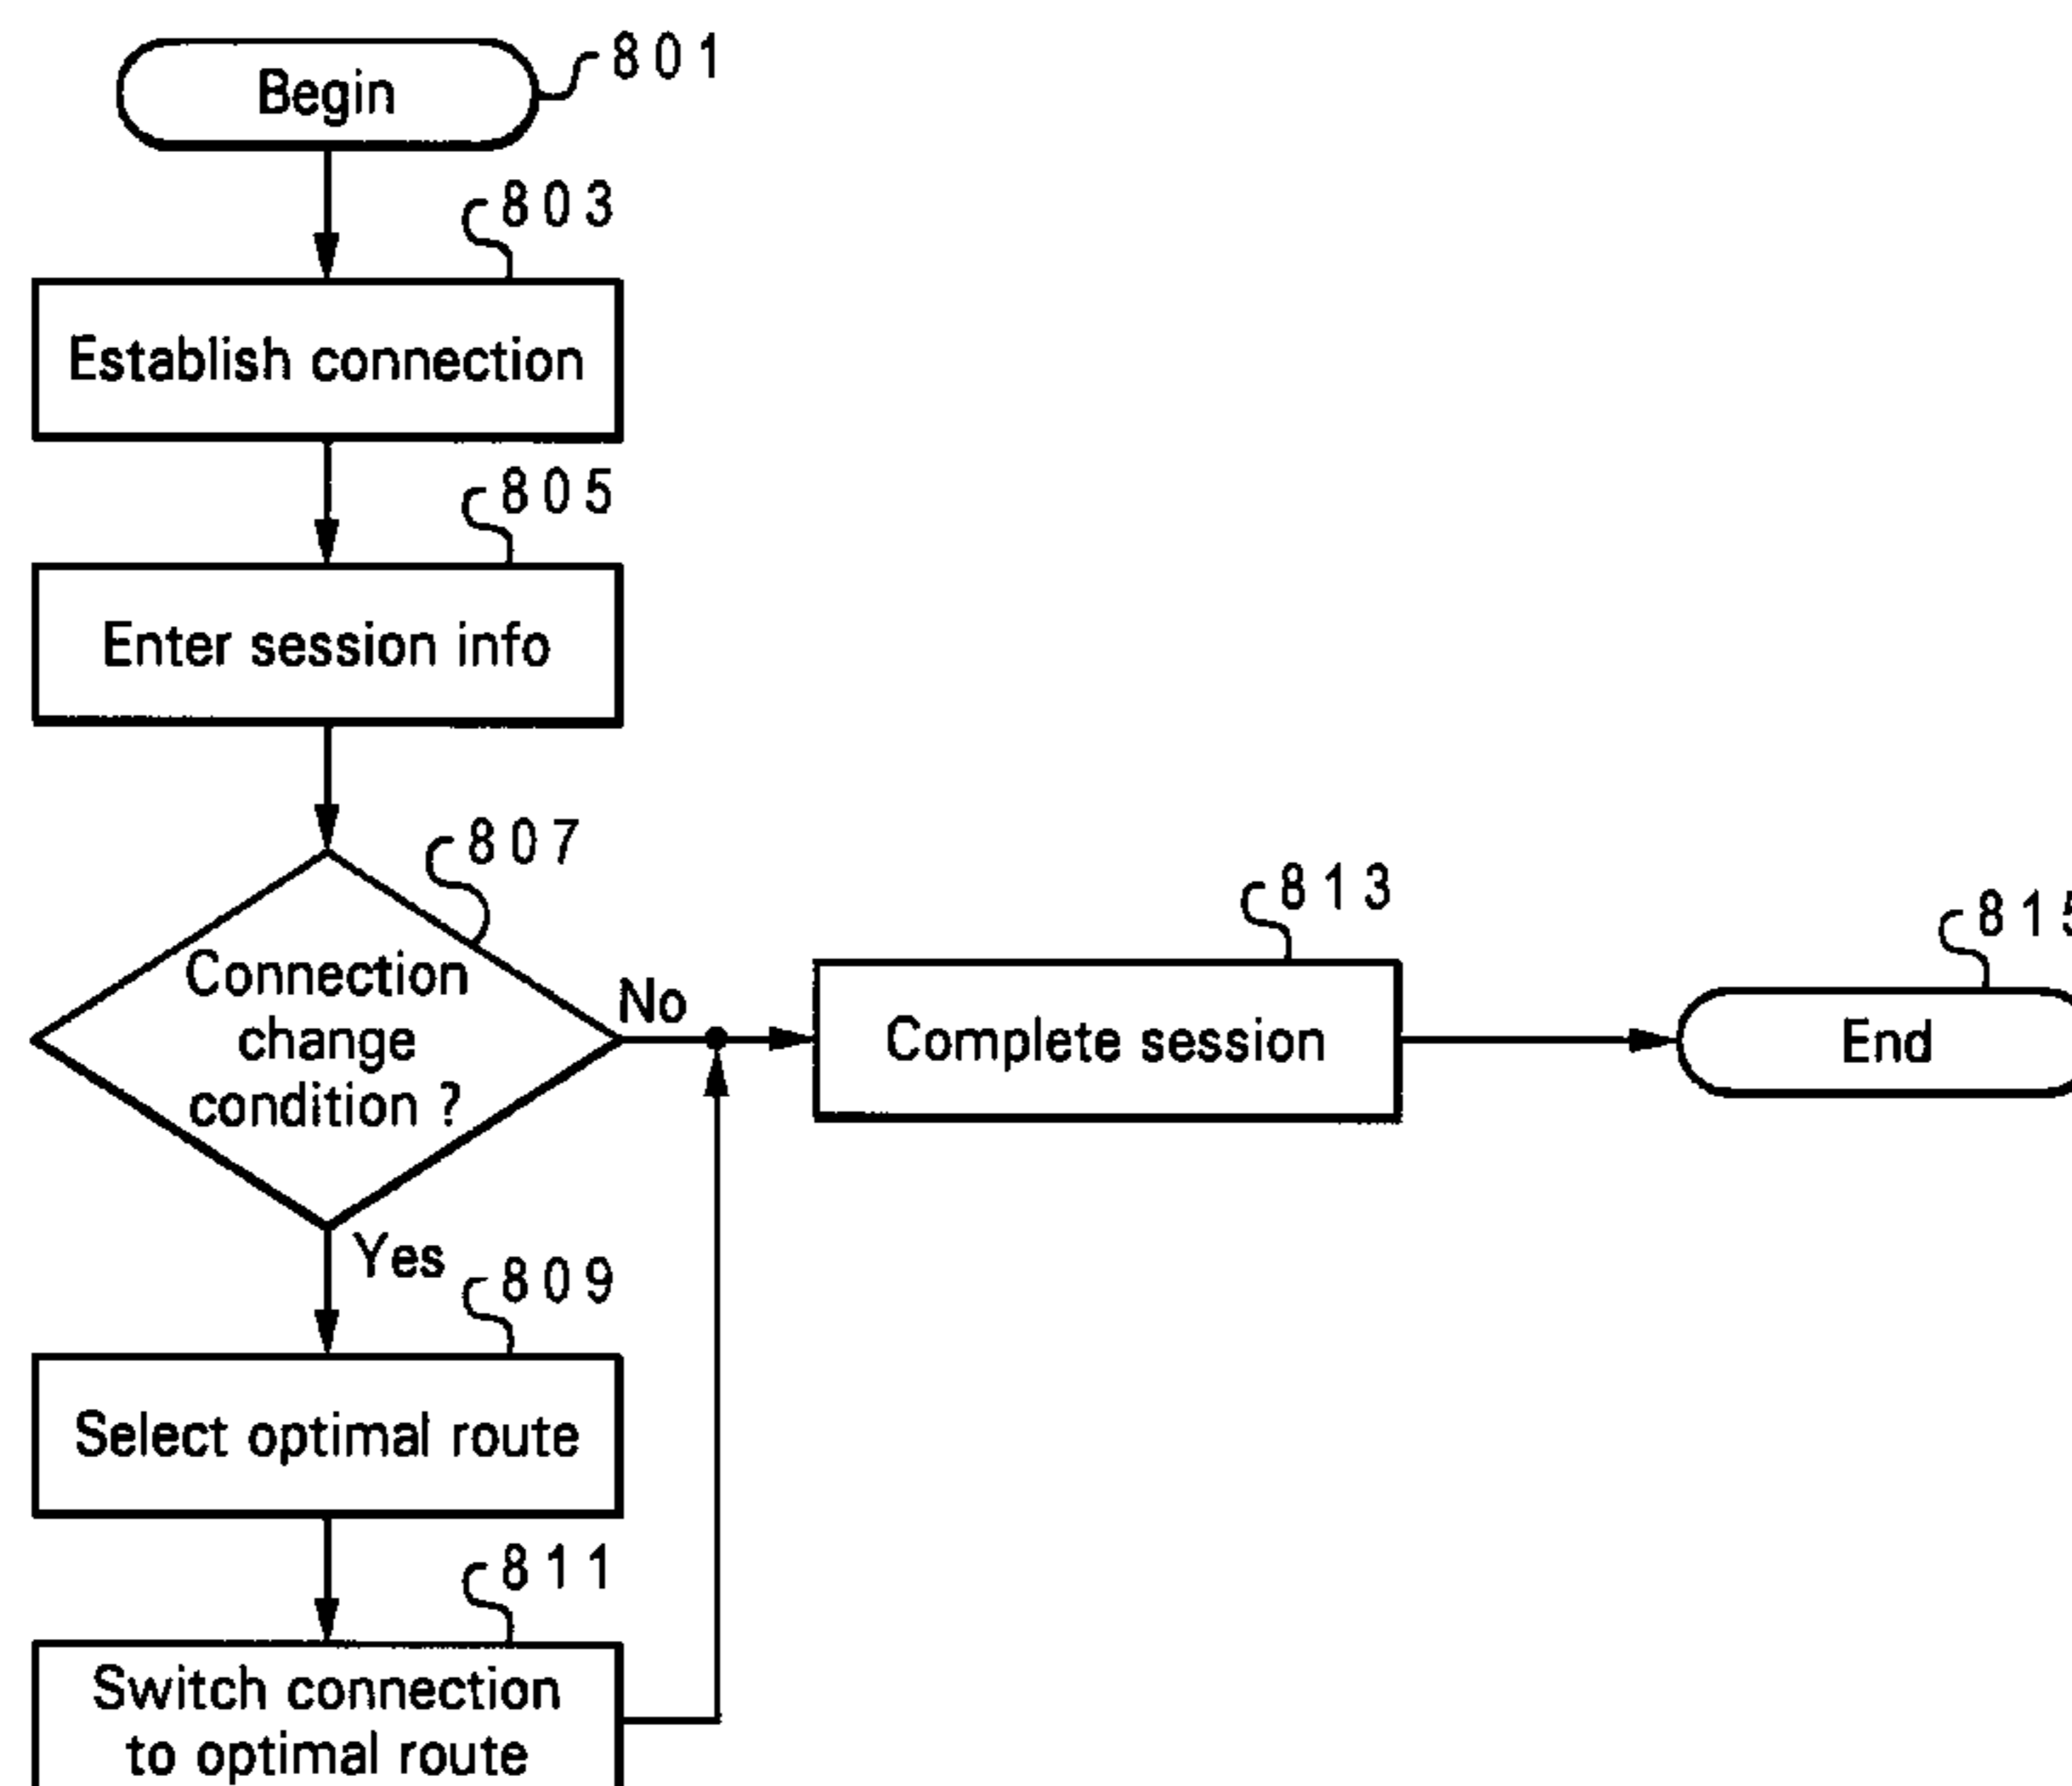 Begin
801
803
Establish connection
805
Enter session info
807
Connection
change
condition ?
No
Yes
813
Complete session
815
End
809
Select optimal route
811
Switch connection
to optimal route